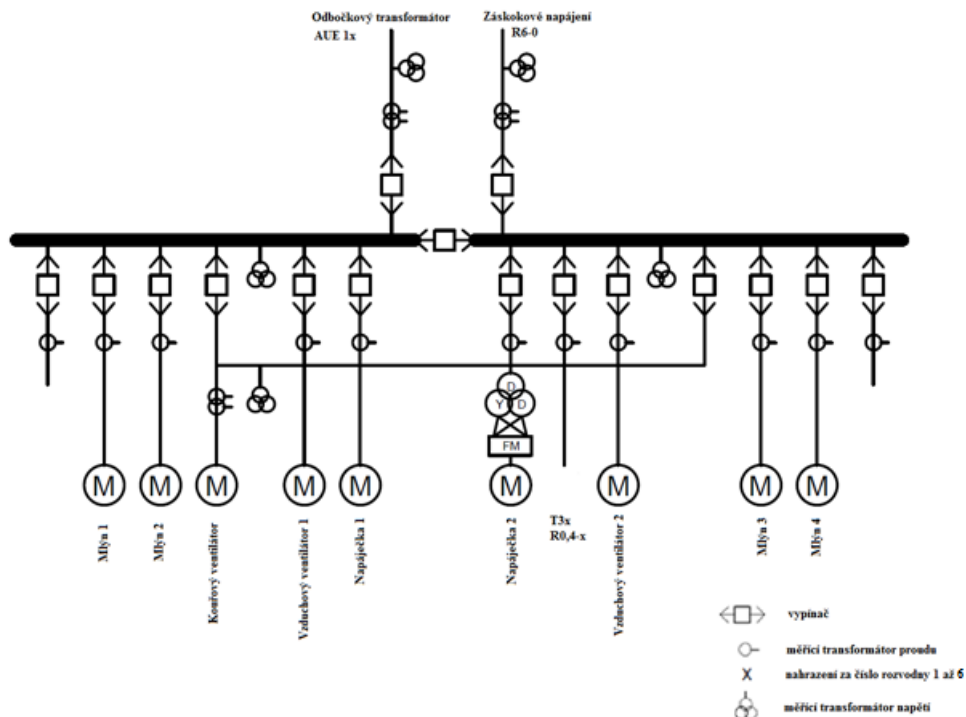 Odbočkový transformátor
AUE 1x
Záskokové napájení
R6-0
D
Y D
FM
M
M
M
M
M
M
M
M
M
Mlýn 1
Mlýn 2
Kouřový ventilátor
Vzduchový ventilátor 1
Napáječka 1
Napáječka 2
T3x
R0,4-x
Vzduchový ventilátor 2
Mlýn 3
Mlýn 4
vypínač
měřící transformátor proudu
X nahrazení za číslo rozvodny 1 až 6
měřící transformátor napětí